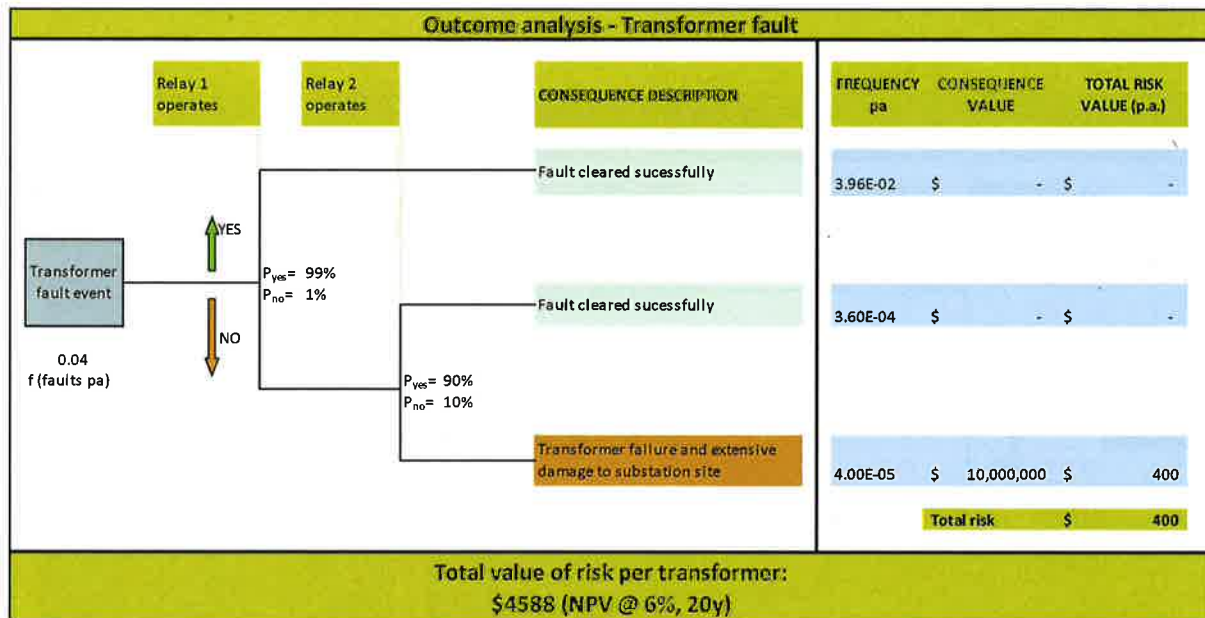 Outcome analysis - Transformer fault
Relay 1
operates
Relay 2
operates
CONSEQUENCE DESCRIPTION
FREQUENCY
pa
CONSEQUENCE
VALUE
TOTAL RISK
VALUE (p.a.)
Fault cleared sucessfully
3.96E-02 $ - $ -
YES
Transformer
fault event
Pyes= 99%
Pno= 1%
Fault cleared sucessfully
3.60E-04 $ - $ -
NO
0.04
f (faults pa)
Pyes= 90%
Pno= 10%
Transformer failure and extensive
damage to substation site
4.00E-05 $ 10,000,000 $ 400
Total risk $ 400
Total value of risk per transformer:
$4588 (NPV @ 6%, 20y)